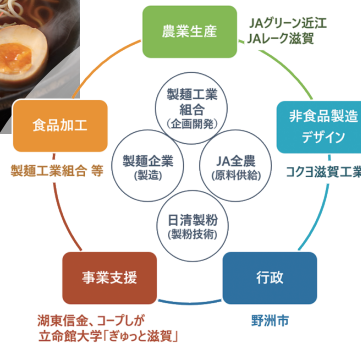 農業生産
JAグリーン近江
JAレーク滋賀
製麺工業
組合
(企画開発)
食品加工
製麺工業組合 等
非食品製造
デザイン
コクヨ滋賀工業
製麺企業
(製造)
JA全農
(原料供給)
日清製粉
(製粉技術)
事業支援
湖東信金、コープしが
立命館大学「ぎゅっと滋賀」
行政
野洲市